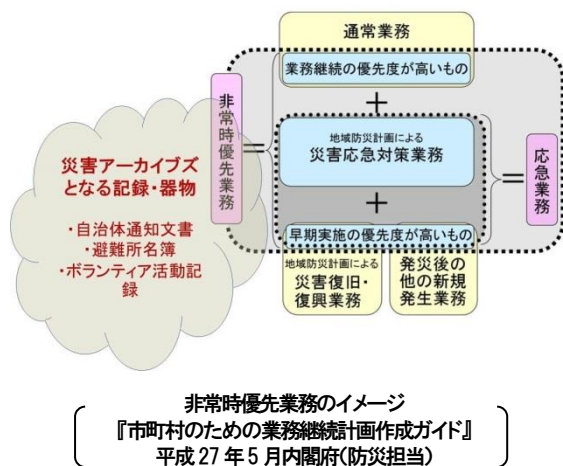 通常業務
業務継続の優先度が高いもの
+
非常時優先業務
=
地域防災計画による
災害応急対策業務
=
応急業務
+
早期実施の優先度が高いもの
地域防災計画による
災害復旧・
復興業務
発災後の
他の新規
発生業務
災害アーカイブズ
となる記録・器物
・自治体通知文書
・避難所名簿
・ボランティア活動記
録
非常時優先業務のイメージ
『市町村のための業務継続計画作成ガイド』
平成27年5月内閣府(防災担当)